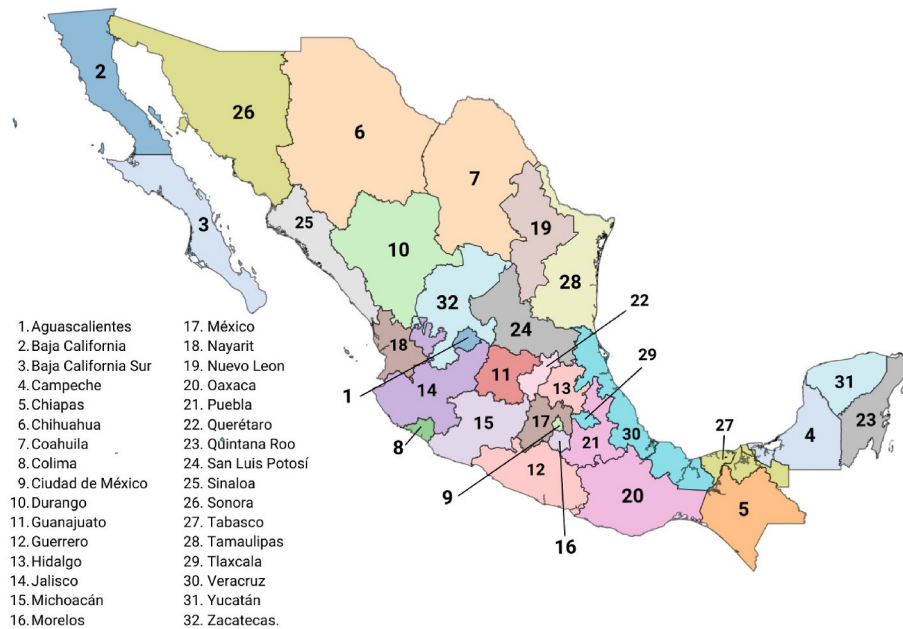 2
26
6
7
3
25
19
10
28
32
22
24
18
29
1
11
13
14
31
15
17
27
23
8
21
30
4
12
9
20
5
16
1. Aguascalientes
2. Baja California
3. Baja California Sur
4. Campeche
5. Chiapas
6. Chihuahua
7. Coahuila
8. Colima
9. Ciudad de México
10. Durango
11. Guanajuato
12. Guerrero
13. Hidalgo
14. Jalisco
15. Michoacán
16. Morelos
17. México
18. Nayarit
19. Nuevo Leon
20. Oaxaca
21. Puebla
22. Querétaro
23. Quintana Roo
24. San Luis Potosí
25. Sinaloa
26. Sonora
27. Tabasco
28. Tamaulipas
29. Tlaxcala
30. Veracruz
31. Yucatán
32. Zacatecas.